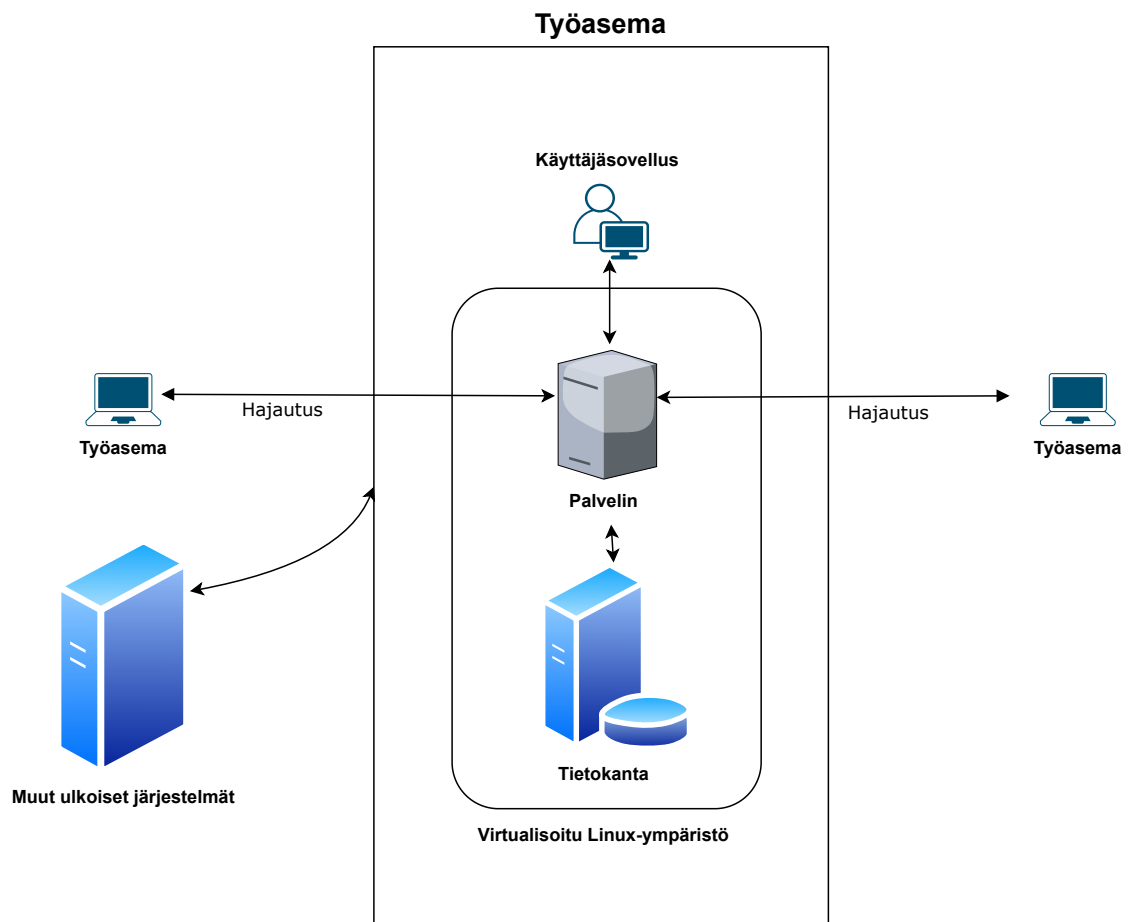 Työasema
Käyttäjäsovellus
Hajautus
Hajautus
Työasema
Työasema
Palvelin
Tietokanta
Muut ulkoiset järjestelmät
Virtualisoitu Linux-ympäristö